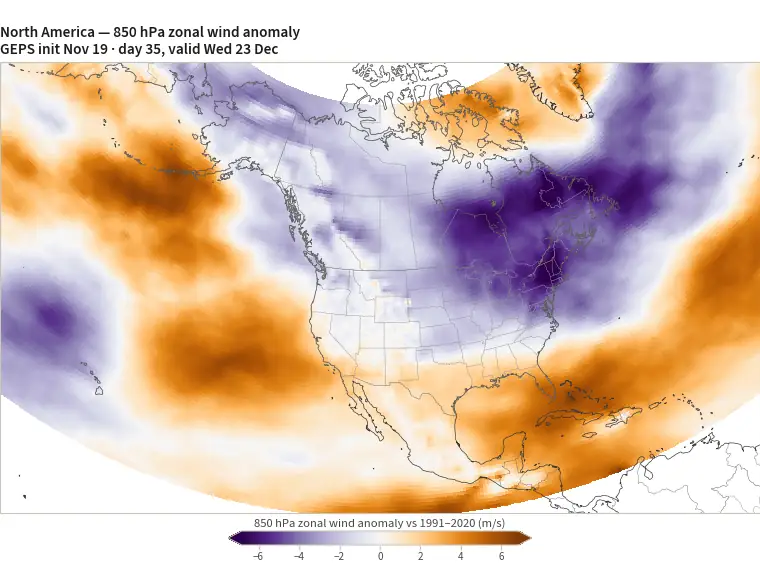 North America — 850 hPa zonal wind anomaly
GEPS init Nov 19 · day 35, valid Wed 23 Dec
850 hPa zonal wind anomaly vs 1991–2020 (m/s)
−6 −4 −2 0 2 4 6